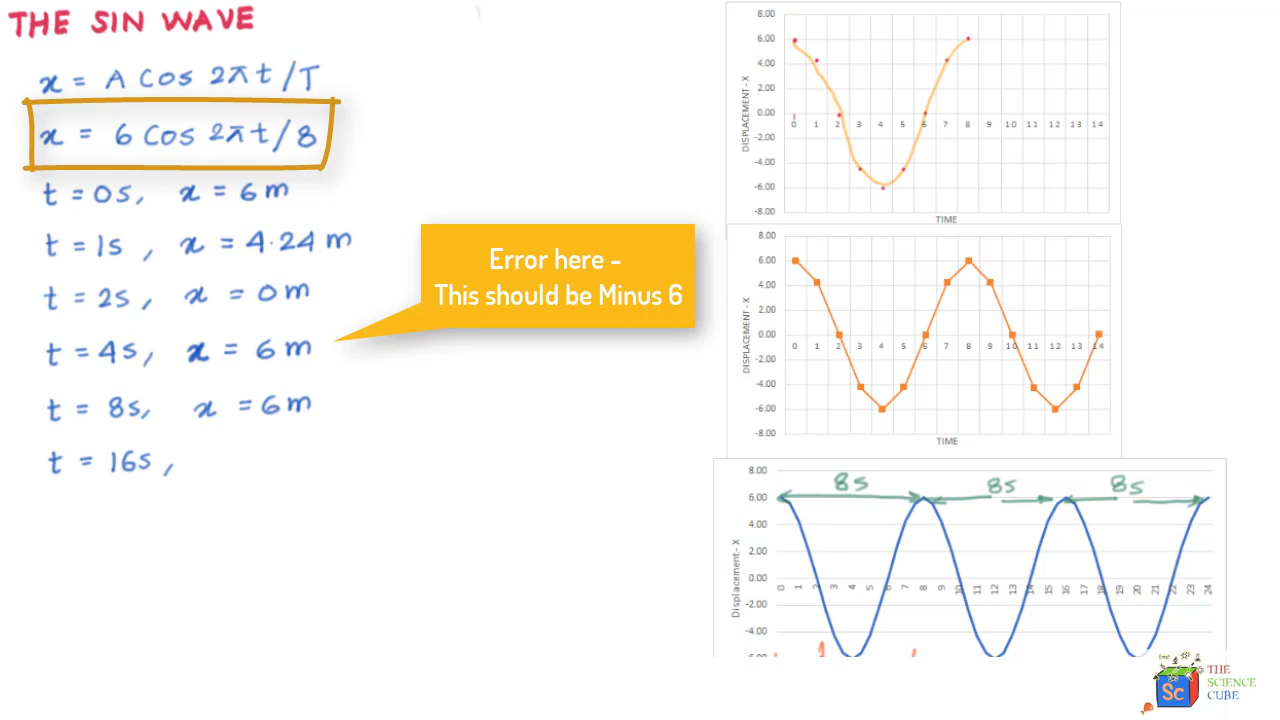 THE SIN WAVE
x = A Cos 2πt/T
x = 6 Cos 2πt/8
t = 0s, x = 6m
t = 1s, x = 4.24 m
t = 2s, x = 0m
t = 4s, x = 6m
t = 8s, x = 6m
t = 16s,
Error here -
This should be Minus 6
8.00
6.00
4.00
2.00
0.00
-2.00
-4.00
-6.00
-8.00
DISPLACEMENT - X
0 1 2 3 4 5 6 7 8 9 10 11 12 13 14
TIME
8.00
6.00
4.00
2.00
0.00
-2.00
-4.00
-6.00
-8.00
DISPLACEMENT - X
0 1 2 3 4 5 6 7 8 9 10 11 12 13 14
TIME
8s 8s 8s
8.00
6.00
4.00
2.00
0.00
-2.00
-4.00
Displacement - X
0 1 2 3 4 5 6 7 8 9 10 11 12 13 14 15 16 17 18 19 20 21 22 23 24
Sc
THE
SCIENCE
CUBE